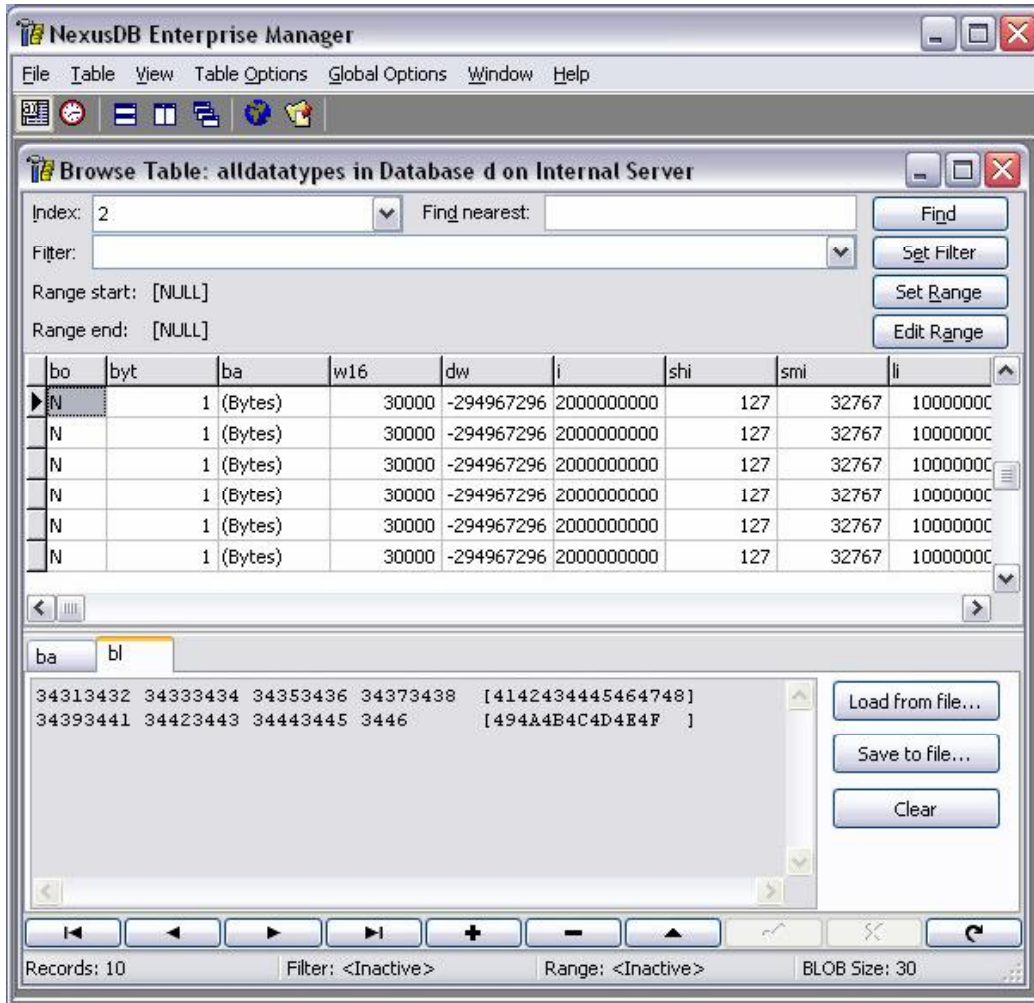 NexusDB Enterprise Manager
File Table View Table Options Global Options Window Help
Browse Table: alldatatypes in Database d on Internal Server
Index: 2 Find nearest: Find
Filter: Set Filter
Range start: [NULL] Set Range
Range end: [NULL] Edit Range
bo byt ba w16 dw i shi smi li
N 1 (Bytes) 30000 -294967296 2000000000 127 32767 1000000
N 1 (Bytes) 30000 -294967296 2000000000 127 32767 1000000
N 1 (Bytes) 30000 -294967296 2000000000 127 32767 1000000
N 1 (Bytes) 30000 -294967296 2000000000 127 32767 1000000
N 1 (Bytes) 30000 -294967296 2000000000 127 32767 1000000
N 1 (Bytes) 30000 -294967296 2000000000 127 32767 1000000
ba bl
34313432 34333434 34353436 34373438 [4142434445464748]
34393441 34423443 34443445 3446 [494A4B4C4D4E4F ]
Load from file...
Save to file...
Clear
Records: 10 Filter: <Inactive> Range: <Inactive> BLOB Size: 30